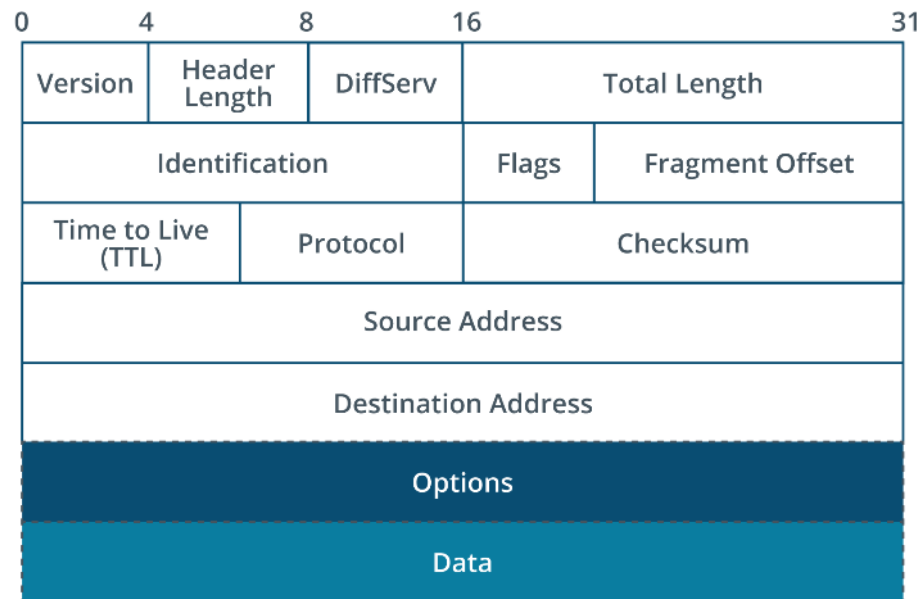 0 4 8 16 31
Version Header Length DiffServ Total Length
Identification Flags Fragment Offset
Time to Live (TTL) Protocol Checksum
Source Address
Destination Address
Options
Data